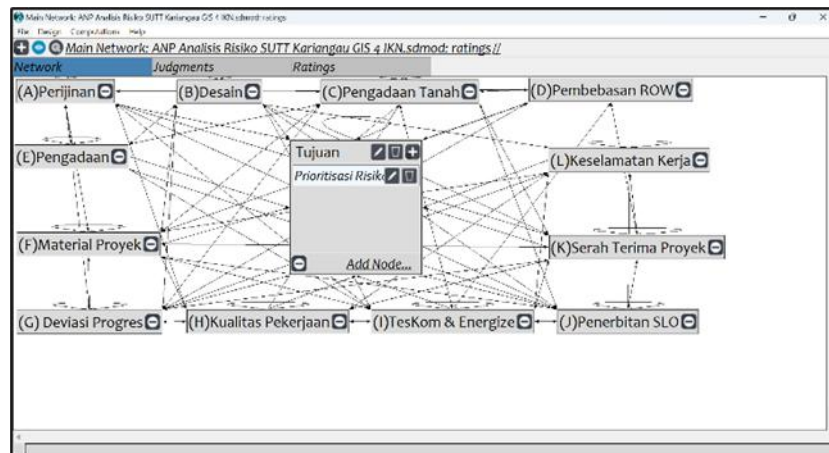 Main Network: ANP Analisis Risiko SUTT Kariangau GIS 4 IKN.sdmod: ratings
File Design Computations Help
Main Network: ANP Analisis Risiko SUTT Kariangau GIS 4 IKN.sdmod: ratings//
Network Judgments Ratings
(A)Perijinan (B)Desain (C)Pengadaan Tanah (D)Pembebasan ROW
Tujuan
(E)Pengadaan (L)Keselamatan Kerja
Prioritisasi Risiko
(F)Material Proyek (K)Serah Terima Proyek
Add Node...
(G) Deviasi Progres (H)Kualitas Pekerjaan (I)TesKom & Energize (J)Penerbitan SLO